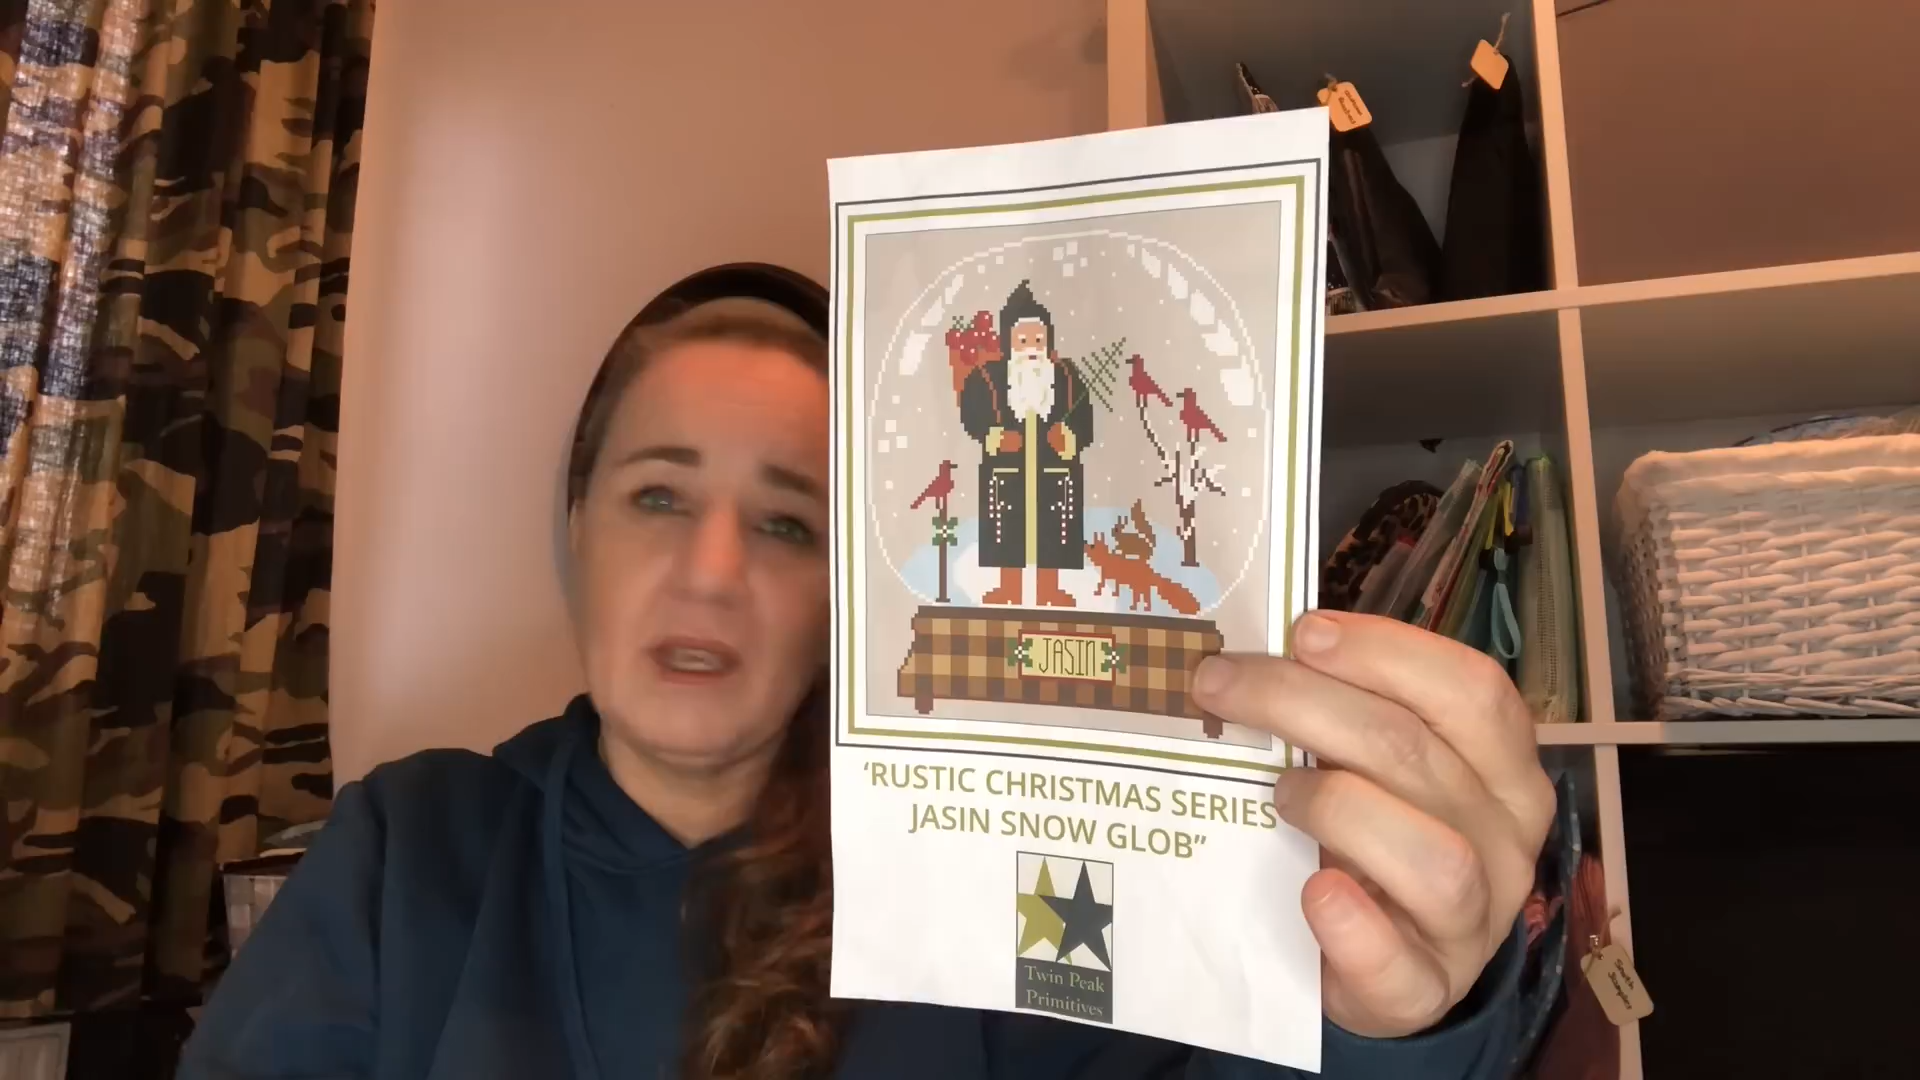 JASIN
‘RUSTIC CHRISTMAS SERIES
JASIN SNOW GLOB”
Twin Peak
Primitives